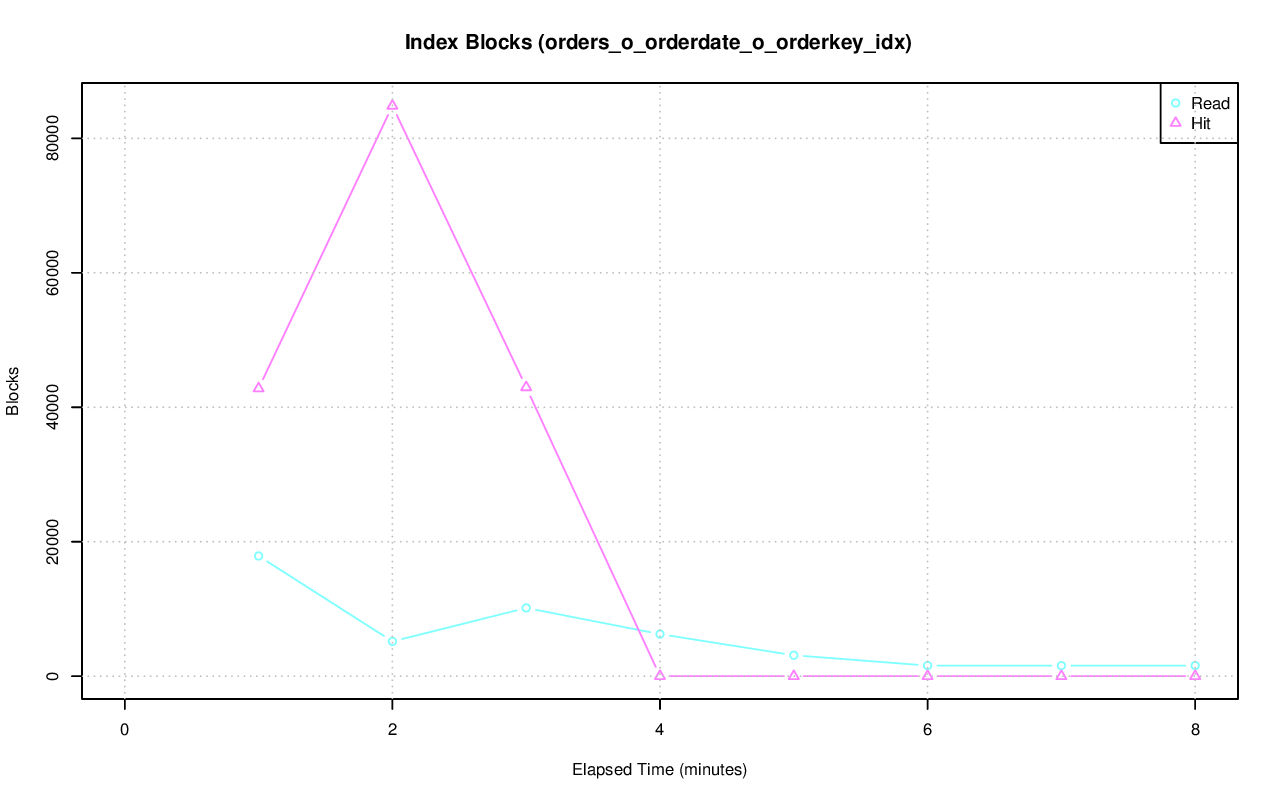 Index Blocks (orders_o_orderdate_o_orderkey_idx)
Read
Hit
Blocks
80000
60000
40000
20000
0
0 2 4 6 8
Elapsed Time (minutes)